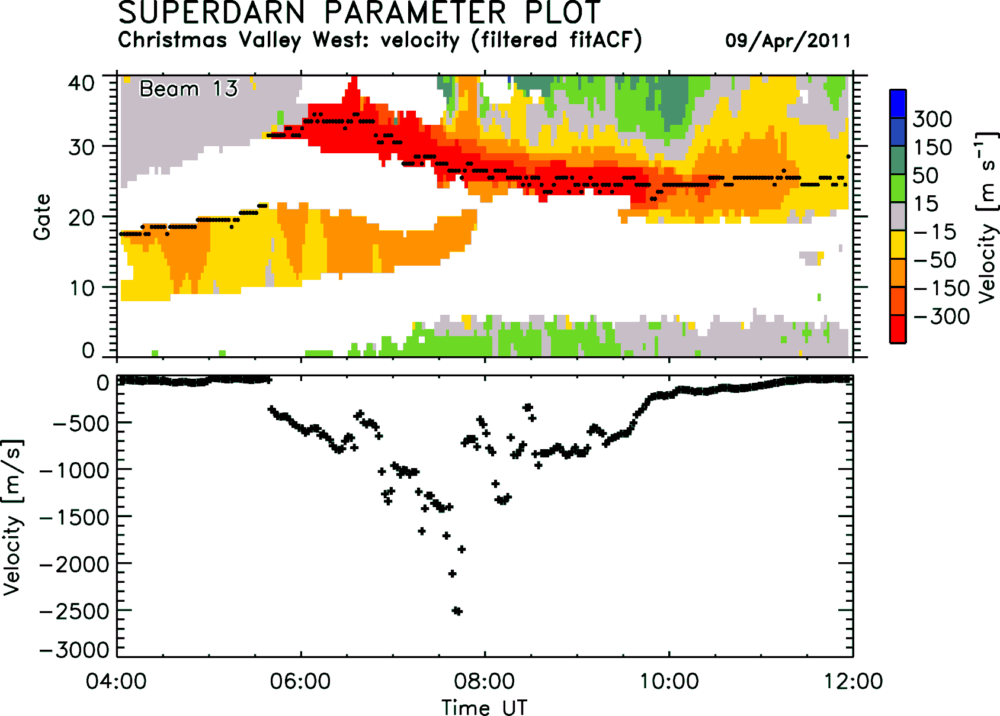 SUPERDARN PARAMETER PLOT
Christmas Valley West: velocity (filtered fitACF)
09/Apr/2011
Beam 13
40
30
20
10
0
Gate
300
150
50
15
−15
−50
−150
−300
Velocity [m s⁻¹]
0
−500
−1000
−1500
−2000
−2500
−3000
Velocity [m/s]
04:00 06:00 08:00 10:00 12:00
Time UT